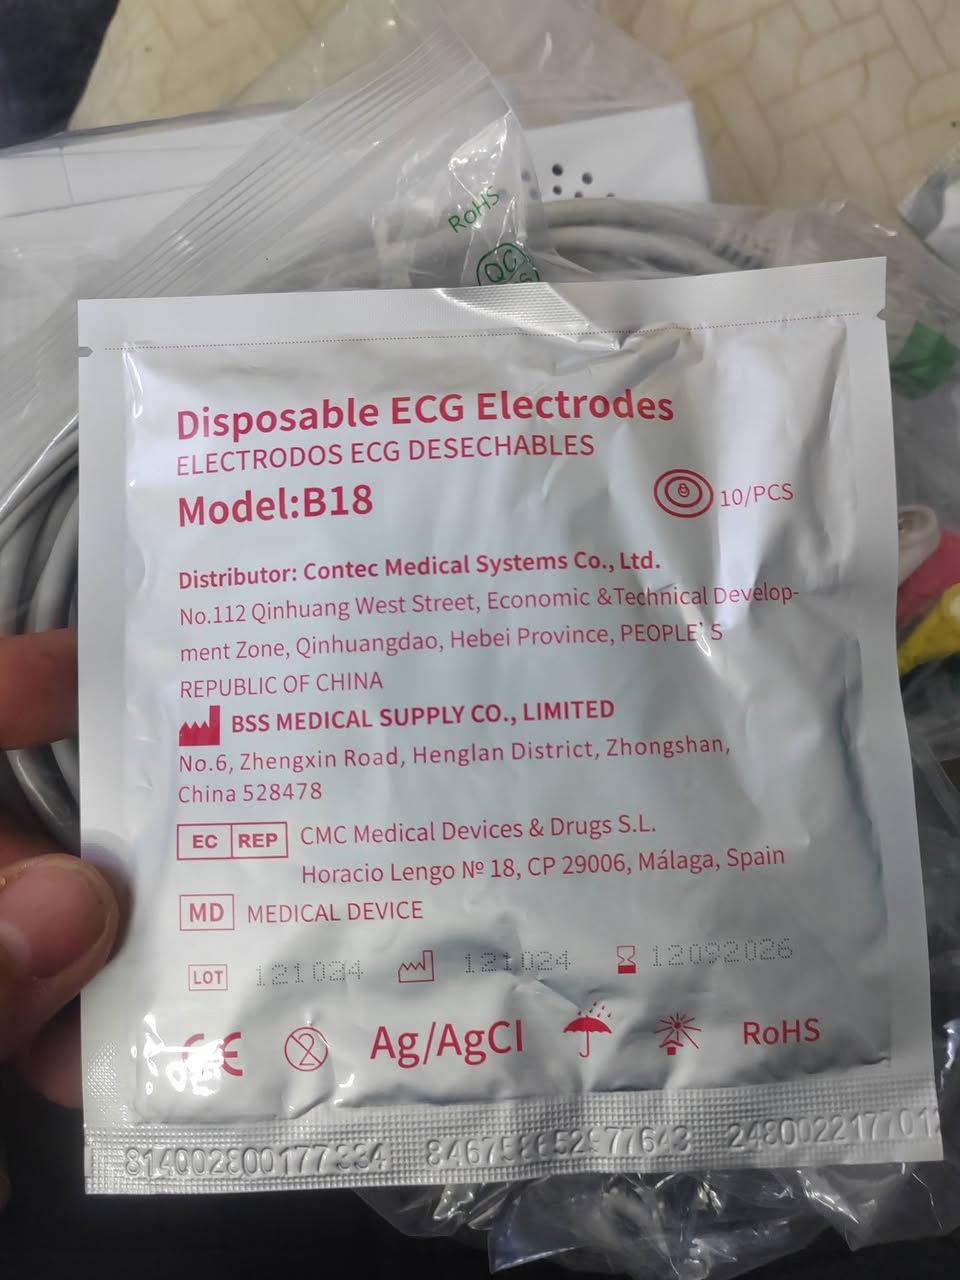 RoHS
QC
Disposable ECG Electrodes
ELECTRODOS ECG DESECHABLES
Model:B18
10/PCS
Distributor: Contec Medical Systems Co., Ltd.
No.112 Qinhuang West Street, Economic &Technical Develop-
ment Zone, Qinhuangdao, Hebei Province, PEOPLE'S
REPUBLIC OF CHINA
BSS MEDICAL SUPPLY CO., LIMITED
No.6, Zhengxin Road, Henglan District, Zhongshan,
China 528478
EC REP CMC Medical Devices & Drugs S.L.
Horacio Lengo Nº 18, CP 29006, Málaga, Spain
MD MEDICAL DEVICE
LOT 121024 121024 12092026
CE 2 Ag/AgCl RoHS